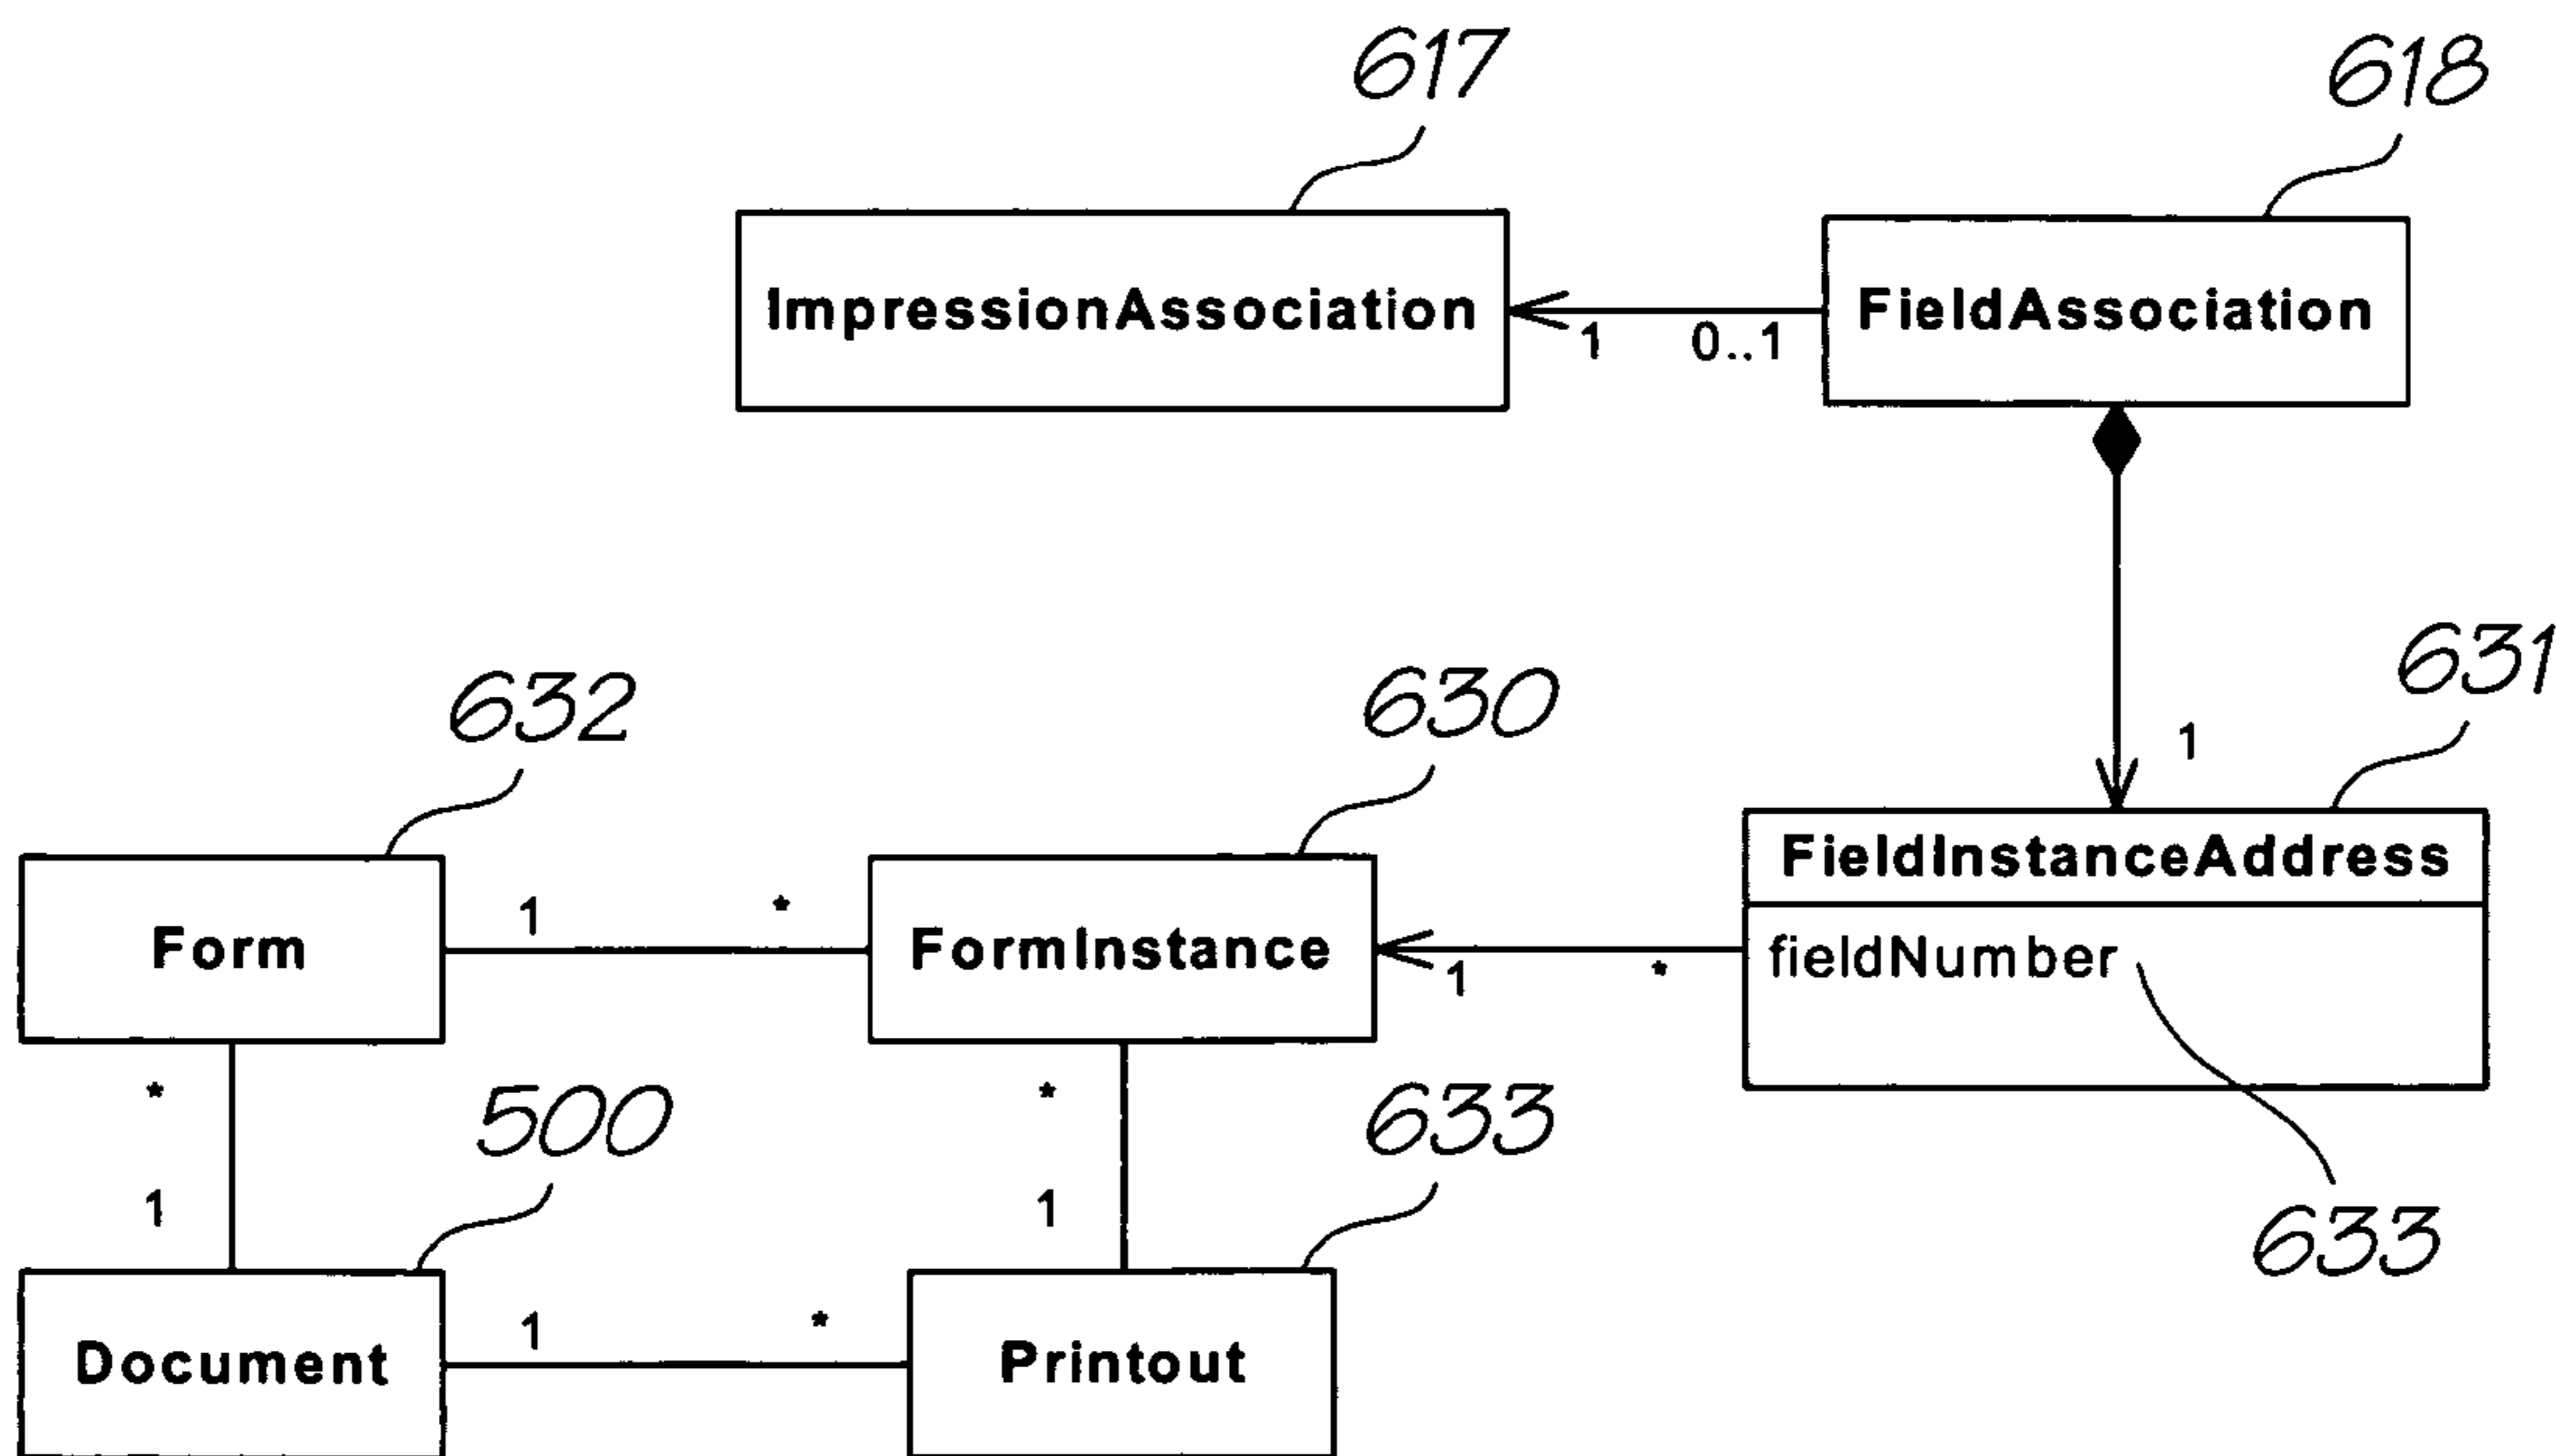 617
618
ImpressionAssociation
1
0..1
FieldAssociation
1
631
632
630
FieldInstanceAddress
Form
1
*
FormInstance
1
*
fieldNumber
*
1
500
*
1
633
633
Document
1
*
Printout